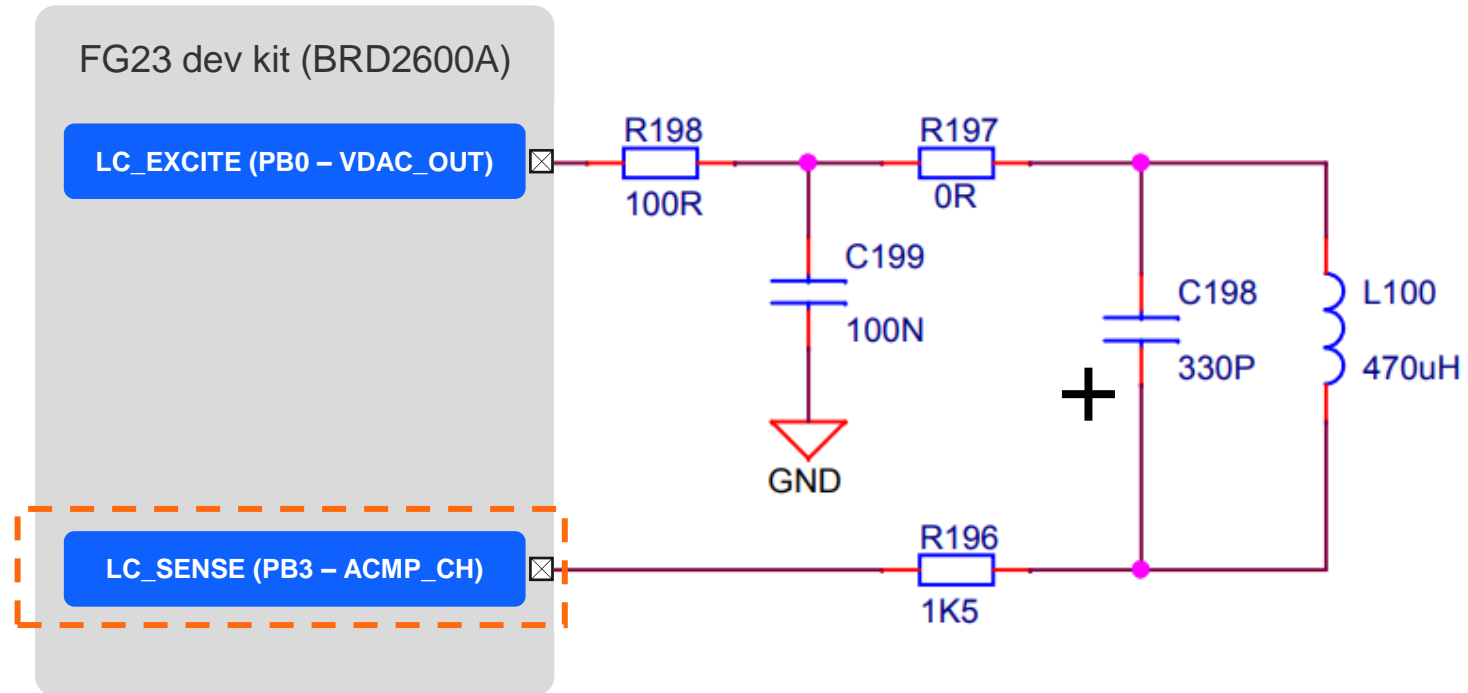 FG23 dev kit (BRD2600A)
LC_EXCITE (PB0 – VDAC_OUT)
R198
100R
R197
0R
C199
100N
GND
C198
330P
L100
470uH
LC_SENSE (PB3 – ACMP_CH)
R196
1K5